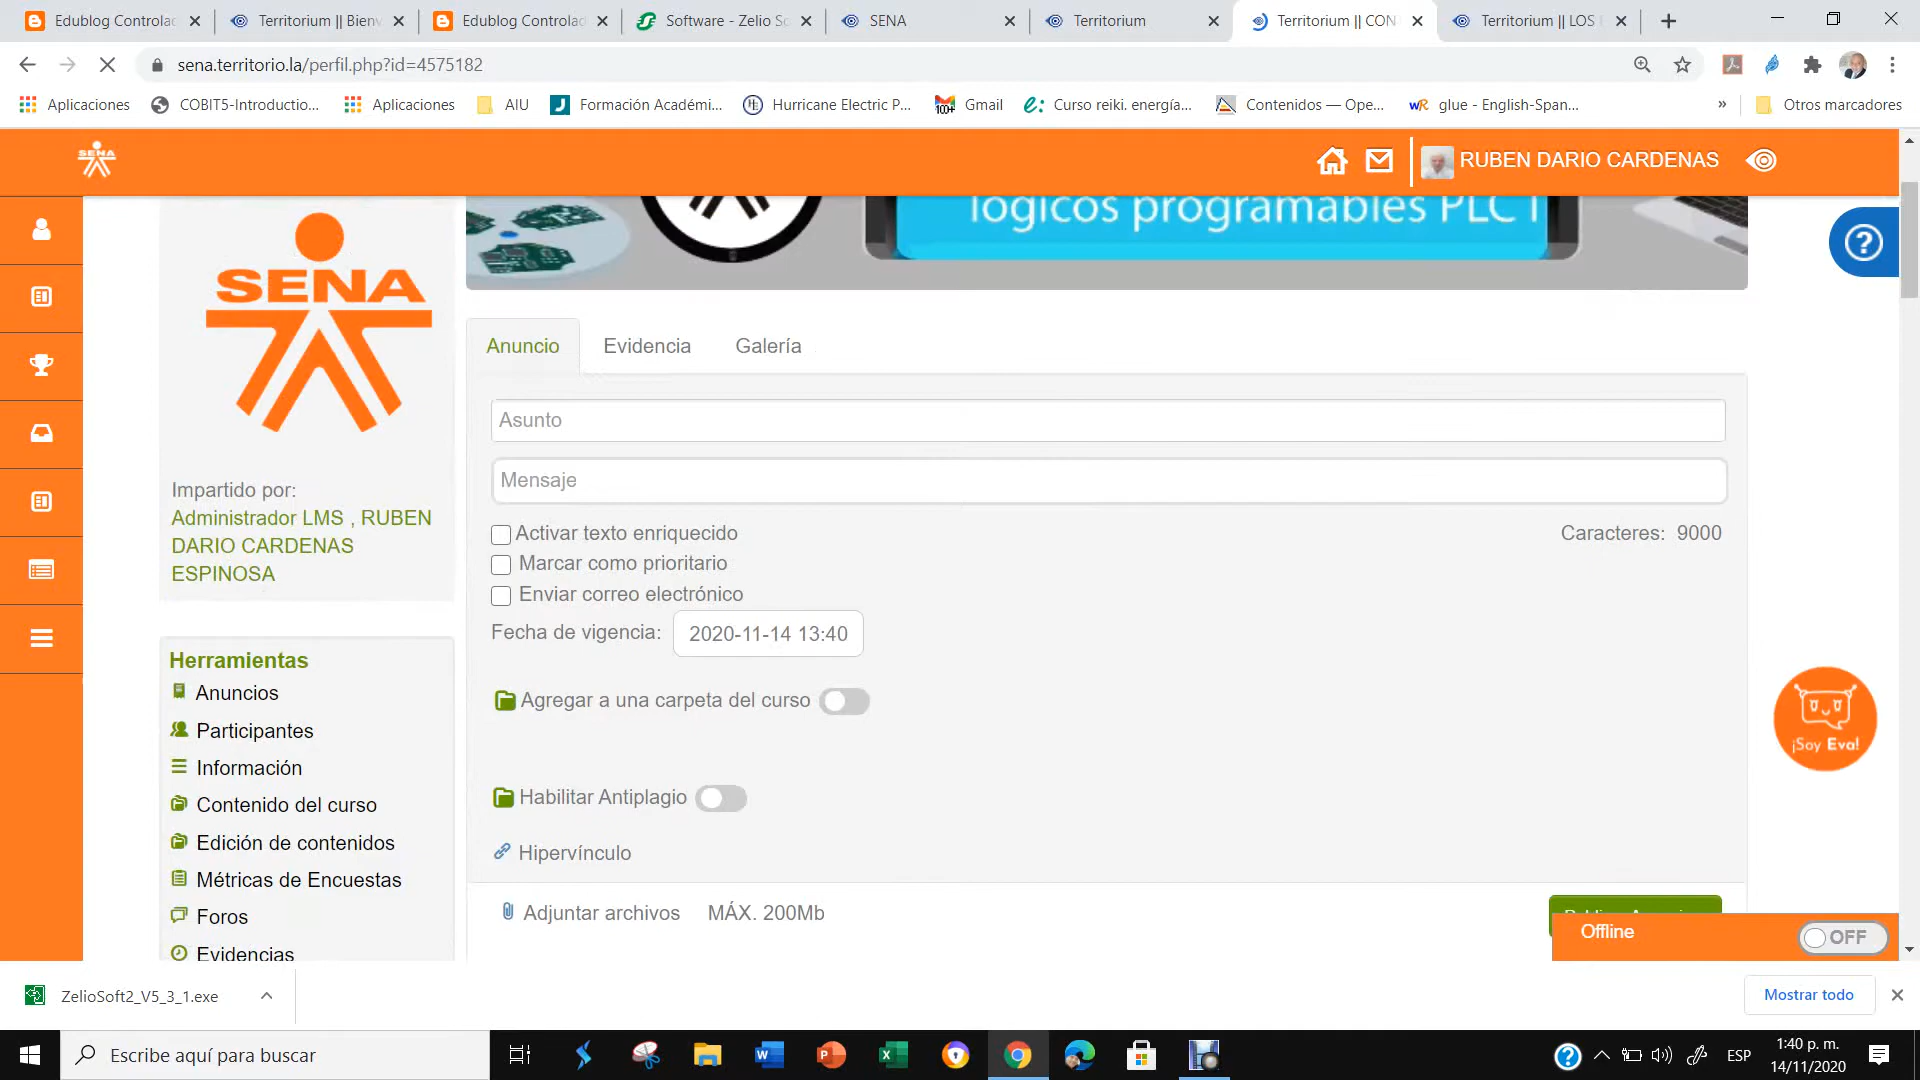 Edublog Controlad
Territorium || Bienv
Edublog Controlad
Software - Zelio So
SENA
Territorium
Territorium || CON
Territorium || LOS
sena.territorio.la/perfil.php?id=4575182
Aplicaciones
COBIT5-Introductio...
Aplicaciones
AIU
Formación Académi...
Hurricane Electric P...
Gmail
Curso reiki. energía...
Contenidos — Ope...
glue - English-Span...
»
Otros marcadores
SENA
RUBEN DARIO CARDENAS
lógicos programables PLC I
SENA
Impartido por:
Administrador LMS , RUBEN
DARIO CARDENAS
ESPINOSA
Anuncio
Evidencia
Galería
Asunto
Mensaje
Activar texto enriquecido
Caracteres: 9000
Marcar como prioritario
Enviar correo electrónico
Fecha de vigencia:
2020-11-14 13:40
Agregar a una carpeta del curso
Habilitar Antiplagio
Hipervínculo
Adjuntar archivos
MÁX. 200Mb
Herramientas
Anuncios
Participantes
Información
Contenido del curso
Edición de contenidos
Métricas de Encuestas
Foros
Evidencias
¡Soy Eva!
Offline
OFF
ZelioSoft2_V5_3_1.exe
Mostrar todo
Escribe aquí para buscar
ESP
1:40 p. m.
14/11/2020